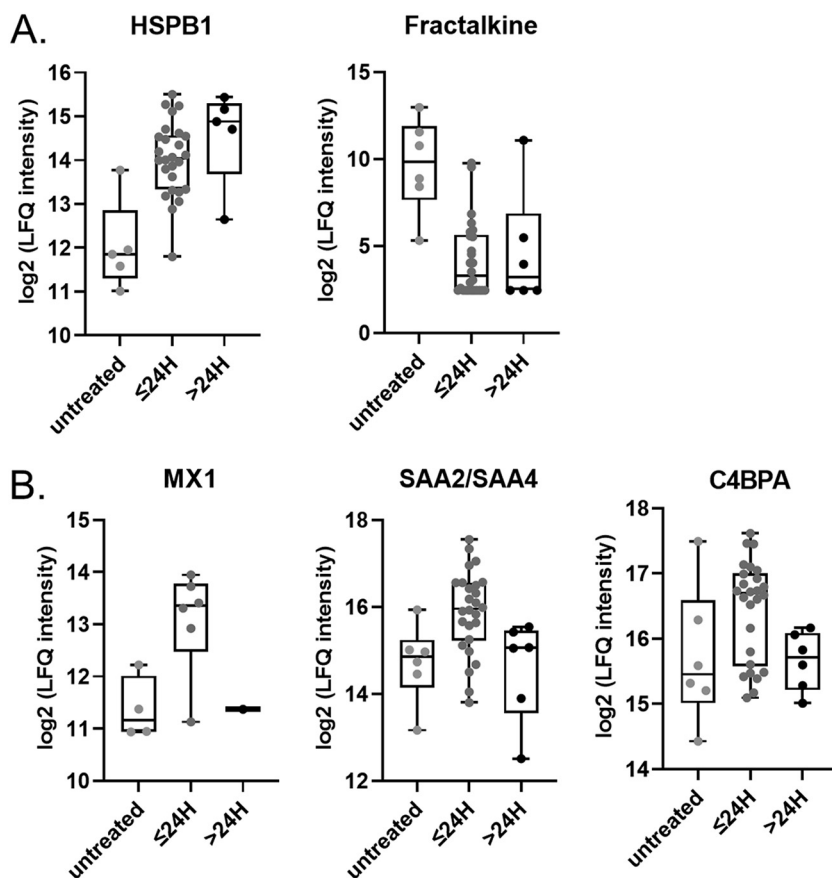 A.
HSPB1
log2 (LFQ intensity)
16
15
14
13
12
11
10
untreated
≤24H
>24H
Fractalkine
log2 (LFQ intensity)
15
10
5
0
untreated
≤24H
>24H
B.
MX1
log2 (LFQ intensity)
15
14
13
12
11
10
untreated
≤24H
>24H
SAA2/SAA4
log2 (LFQ intensity)
18
16
14
12
untreated
≤24H
>24H
C4BPA
log2 (LFQ intensity)
18
17
16
15
14
untreated
≤24H
>24H